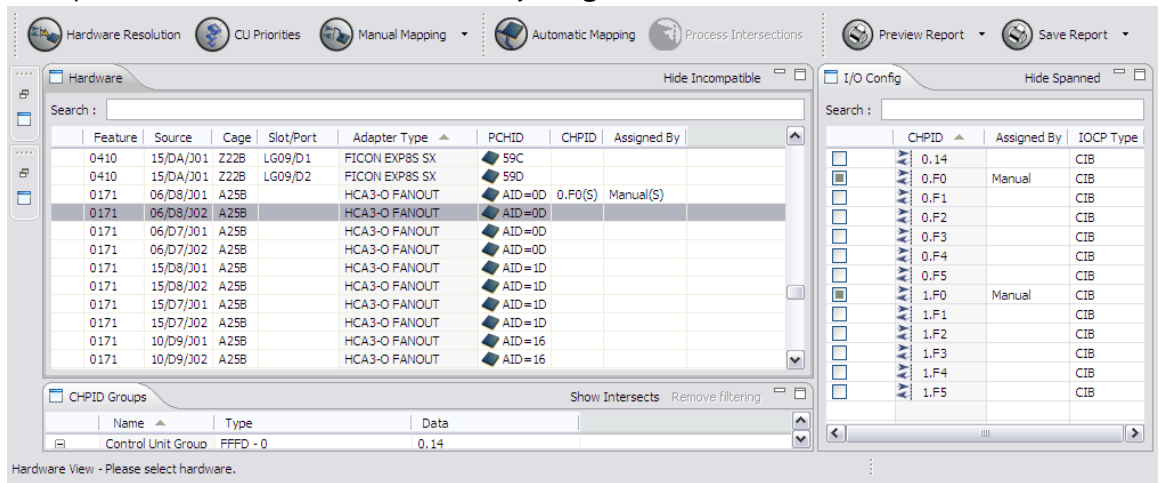 Hardware Resolution CU Priorities Manual Mapping Automatic Mapping Process Intersections Preview Report Save Report
Hardware Hide Incompatible
Search :
Feature Source Cage Slot/Port Adapter Type PCHID CHPID Assigned By
0410 15/DA/J01 Z22B LG09/D1 FICON EXP8S SX 59C
0410 15/DA/J01 Z22B LG09/D2 FICON EXP8S SX 59D
0171 06/D8/J01 A25B HCA3-O FANOUT AID=0D 0.F0(S) Manual(S)
0171 06/D8/J02 A25B HCA3-O FANOUT AID=0D
0171 06/D7/J01 A25B HCA3-O FANOUT AID=0D
0171 06/D7/J02 A25B HCA3-O FANOUT AID=0D
0171 15/D8/J01 A25B HCA3-O FANOUT AID=1D
0171 15/D8/J02 A25B HCA3-O FANOUT AID=1D
0171 15/D7/J01 A25B HCA3-O FANOUT AID=1D
0171 15/D7/J02 A25B HCA3-O FANOUT AID=1D
0171 10/D9/J01 A25B HCA3-O FANOUT AID=16
0171 10/D9/J02 A25B HCA3-O FANOUT AID=16
CHPID Groups Show Intersects Remove filtering
Name Type Data
Control Unit Group FFFD - 0 0.14
I/O Config Hide Spanned
Search :
CHPID Assigned By IOCP Type
0.14 CIB
0.F0 Manual CIB
0.F1 CIB
0.F2 CIB
0.F3 CIB
0.F4 CIB
0.F5 CIB
1.F0 Manual CIB
1.F1 CIB
1.F2 CIB
1.F3 CIB
1.F4 CIB
1.F5 CIB
Hardware View - Please select hardware.